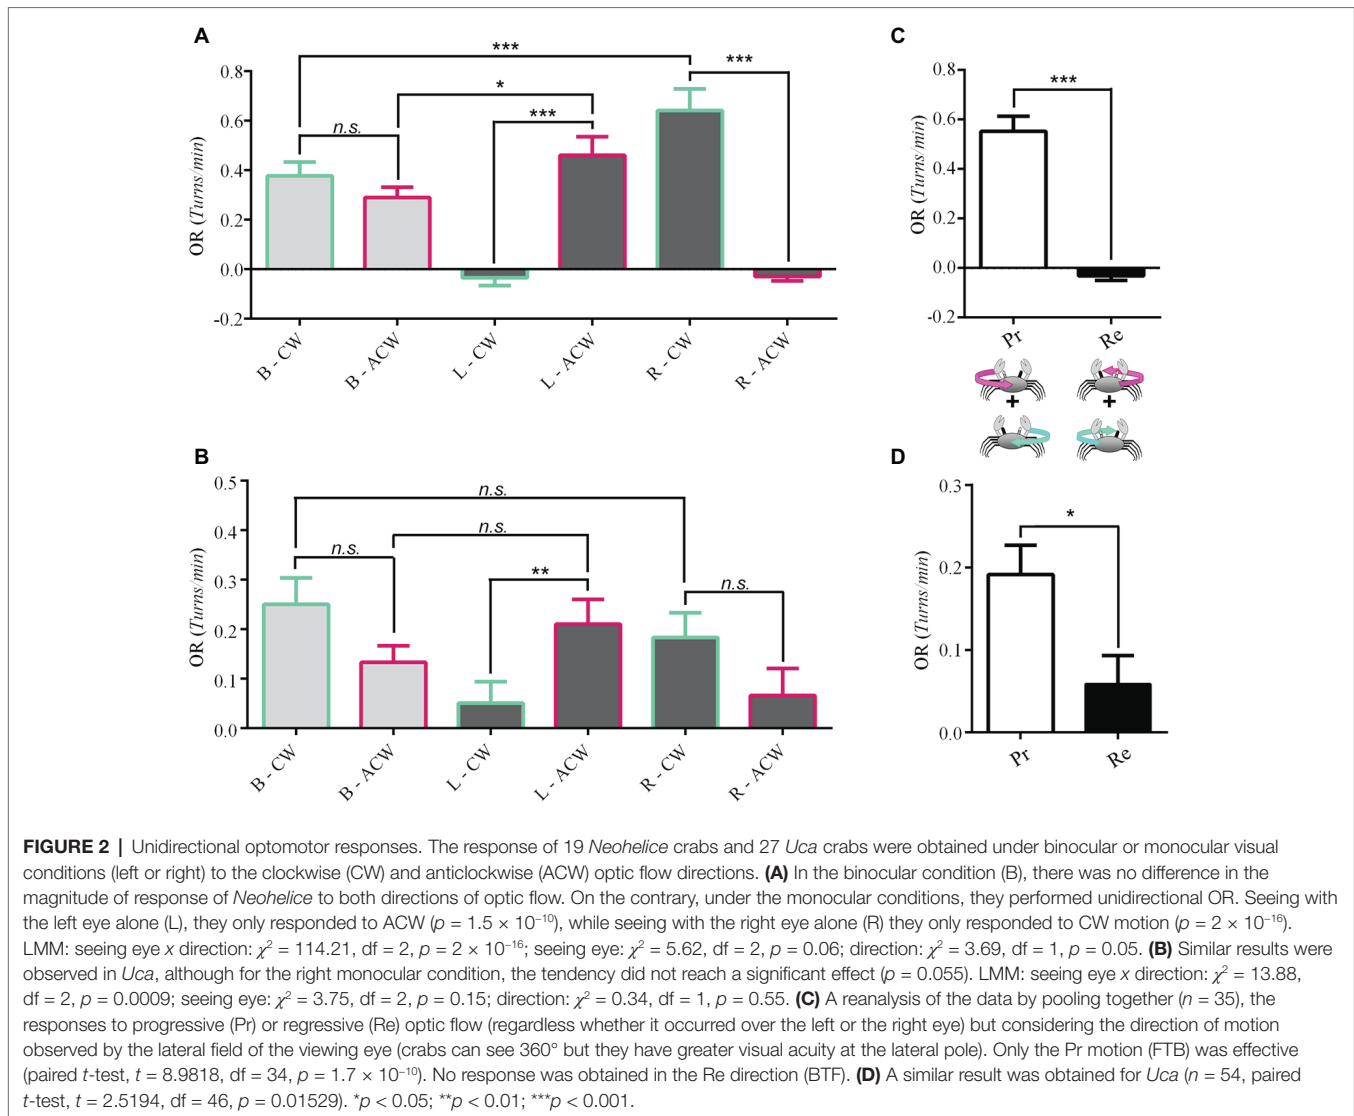 A
***
***
*
***
n.s.
OR (Turns/min)
0.8
0.6
0.4
0.2
0.0
-0.2
B - CW
B - ACW
L - CW
L - ACW
R - CW
R - ACW
C
***
OR (Turns/min)
0.8
0.6
0.4
0.2
0.0
-0.2
Pr
Re
+
+
B
n.s.
n.s.
n.s.
**
n.s.
OR (Turns/min)
0.5
0.4
0.3
0.2
0.1
0.0
B - CW
B - ACW
L - CW
L - ACW
R - CW
R - ACW
D
*
OR (Turns/min)
0.3
0.2
0.1
0.0
Pr
Re
FIGURE 2 | Unidirectional optomotor responses. The response of 19 Neohelice crabs and 27 Uca crabs were obtained under binocular or monocular visual
conditions (left or right) to the clockwise (CW) and anticlockwise (ACW) optic flow directions. (A) In the binocular condition (B), there was no difference in the
magnitude of response of Neohelice to both directions of optic flow. On the contrary, under the monocular conditions, they performed unidirectional OR. Seeing with
the left eye alone (L), they only responded to ACW (p = 1.5 × 10⁻¹⁰), while seeing with the right eye alone (R) they only responded to CW motion (p = 2 × 10⁻¹⁶).
LMM: seeing eye x direction: χ² = 114.21, df = 2, p = 2 × 10⁻¹⁶; seeing eye: χ² = 5.62, df = 2, p = 0.06; direction: χ² = 3.69, df = 1, p = 0.05. (B) Similar results were
observed in Uca, although for the right monocular condition, the tendency did not reach a significant effect (p = 0.055). LMM: seeing eye x direction: χ² = 13.88,
df = 2, p = 0.0009; seeing eye: χ² = 3.75, df = 2, p = 0.15; direction: χ² = 0.34, df = 1, p = 0.55. (C) A reanalysis of the data by pooling together (n = 35), the
responses to progressive (Pr) or regressive (Re) optic flow (regardless whether it occurred over the left or the right eye) but considering the direction of motion
observed by the lateral field of the viewing eye (crabs can see 360° but they have greater visual acuity at the lateral pole). Only the Pr motion (FTB) was effective
(paired t-test, t = 8.9818, df = 34, p = 1.7 × 10⁻¹⁰). No response was obtained in the Re direction (BTF). (D) A similar result was obtained for Uca (n = 54, paired
t-test, t = 2.5194, df = 46, p = 0.01529). *p < 0.05; **p < 0.01; ***p < 0.001.